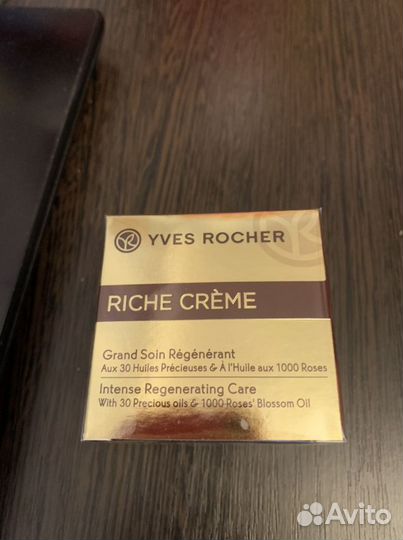 YVES ROCHER
RICHE CRÈME
Grand Soin Régénérant
Aux 30 Huiles Précieuses & À l'Huile aux 1000 Roses
Intense Regenerating Care
With 30 Precious oils & 1000 Roses' Blossom Oil
Avito